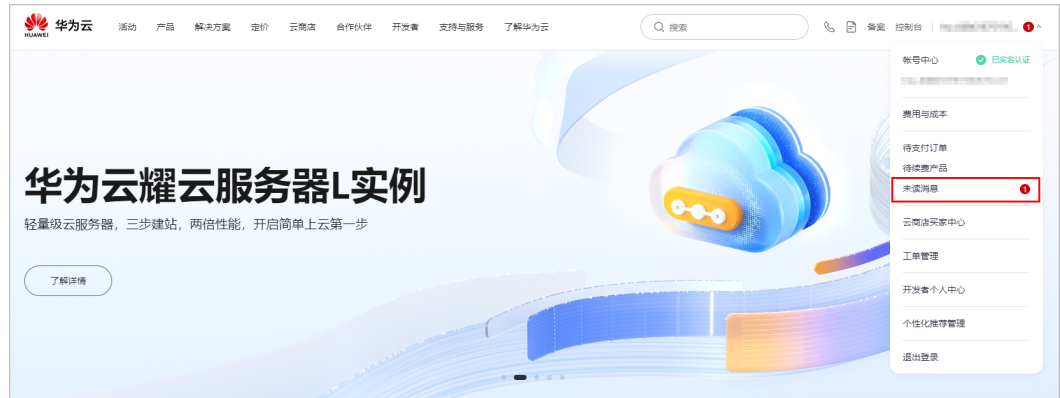 HUAWEI 华为云 活动 产品 解决方案 定价 云商店 合作伙伴 开发者 支持与服务 了解华为云 搜索 备案 控制台 1
帐号中心 已实名认证
费用与成本
待支付订单
待续费产品
未读消息 1
云商店买家中心
工单管理
开发者个人中心
个性化推荐管理
退出登录
华为云耀云服务器L实例
轻量级云服务器，三步建站，两倍性能，开启简单上云第一步
了解详情